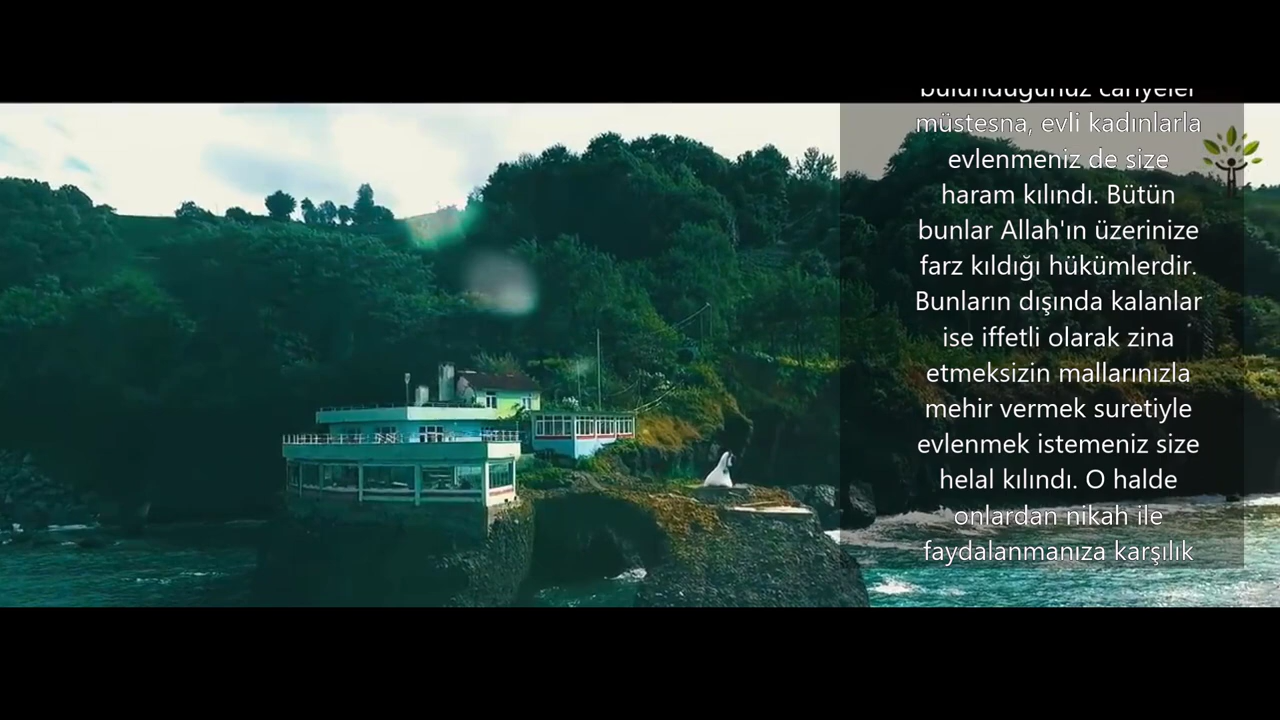 bulunduğunuz cariyeler
müstesna, evli kadınlarla
evlenmeniz de size
haram kılındı. Bütün
bunlar Allah'ın üzerinize
farz kıldığı hükümlerdir.
Bunların dışında kalanlar
ise iffetli olarak zina
etmeksizin mallarınızla
mehir vermek suretiyle
evlenmek istemeniz size
helal kılındı. O halde
onlardan nikah ile
faydalanmanıza karşılık